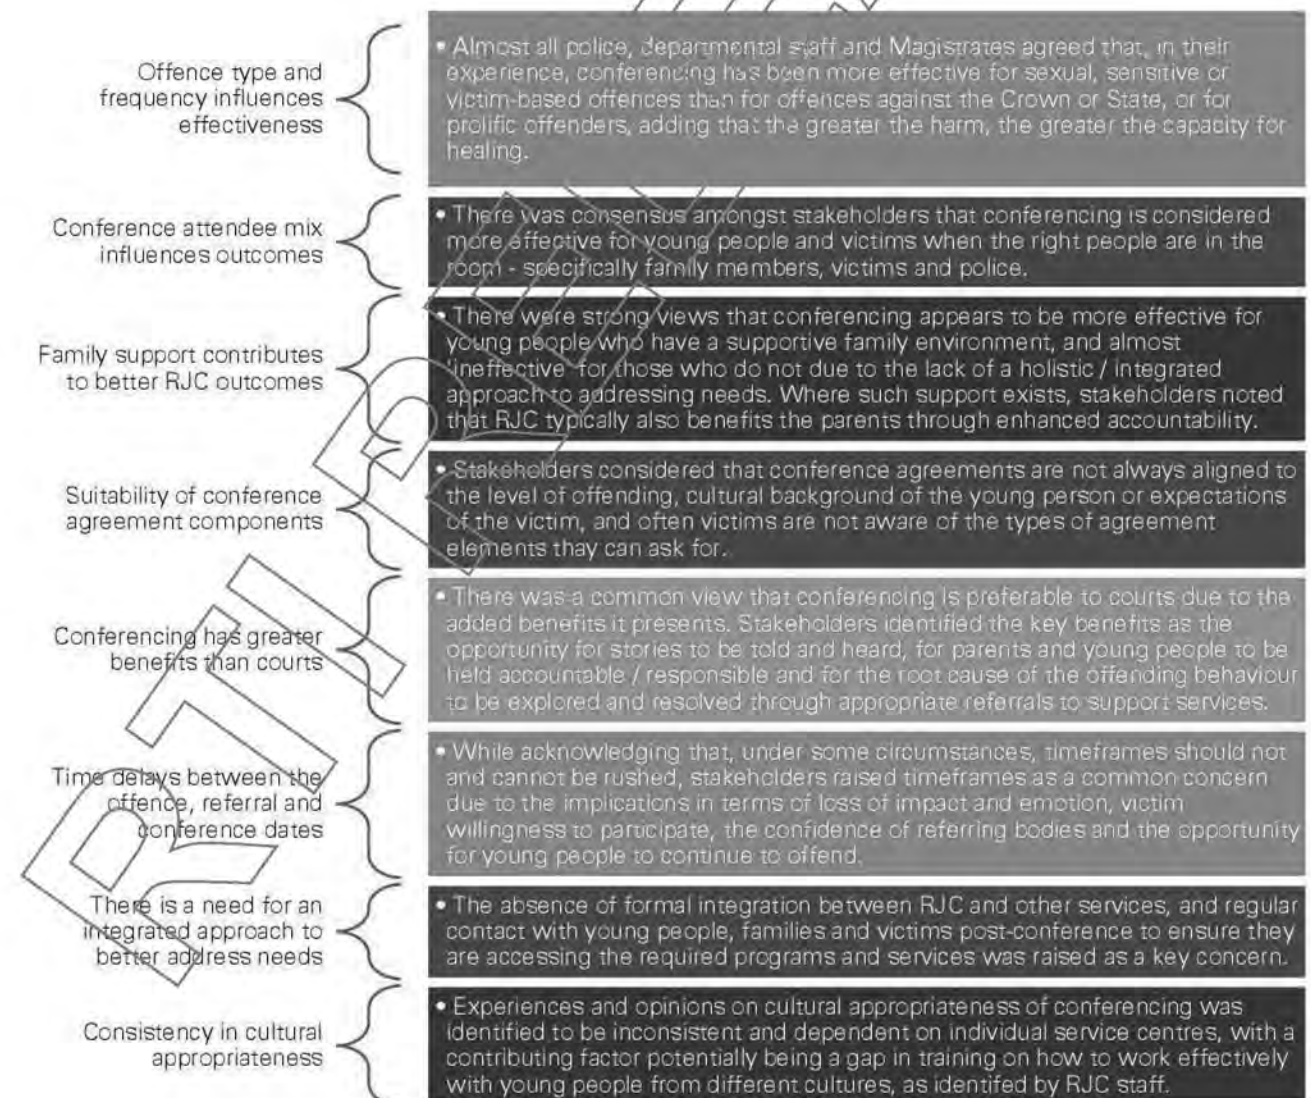 Offence type and
frequency influences
effectiveness
• Almost all police, departmental staff and Magistrates agreed that, in their
experience, conferencing has been more effective for sexual, sensitive or
victim-based offences than for offences against the Crown or State, or for
prolific offenders, adding that the greater the harm, the greater the capacity for
healing.
Conference attendee mix
influences outcomes
• There was consensus amongst stakeholders that conferencing is considered
more effective for young people and victims when the right people are in the
room - specifically family members, victims and police.
Family support contributes
to better RJC outcomes
• There were strong views that conferencing appears to be more effective for
young people who have a supportive family environment, and almost
'ineffective' for those who do not due to the lack of a holistic / integrated
approach to addressing needs. Where such support exists, stakeholders noted
that RJC typically also benefits the parents through enhanced accountability.
Suitability of conference
agreement components
• Stakeholders considered that conference agreements are not always aligned to
the level of offending, cultural background of the young person or expectations
of the victim, and often victims are not aware of the types of agreement
elements they can ask for.
Conferencing has greater
benefits than courts
• There was a common view that conferencing is preferable to courts due to the
added benefits it presents. Stakeholders identified the key benefits as the
opportunity for stories to be told and heard, for parents and young people to be
held accountable / responsible and for the root cause of the offending behaviour
to be explored and resolved through appropriate referrals to support services.
Time delays between the
offence, referral and
conference dates
• While acknowledging that, under some circumstances, timeframes should not
and cannot be rushed, stakeholders raised timeframes as a common concern
due to the implications in terms of loss of impact and emotion, victim
willingness to participate, the confidence of referring bodies and the opportunity
for young people to continue to offend.
There is a need for an
integrated approach to
better address needs
• The absence of formal integration between RJC and other services, and regular
contact with young people, families and victims post-conference to ensure they
are accessing the required programs and services was raised as a key concern.
Consistency in cultural
appropriateness
• Experiences and opinions on cultural appropriateness of conferencing was
identified to be inconsistent and dependent on individual service centres, with a
contributing factor potentially being a gap in training on how to work effectively
with young people from different cultures, as identifed by RJC staff.
RTI RE